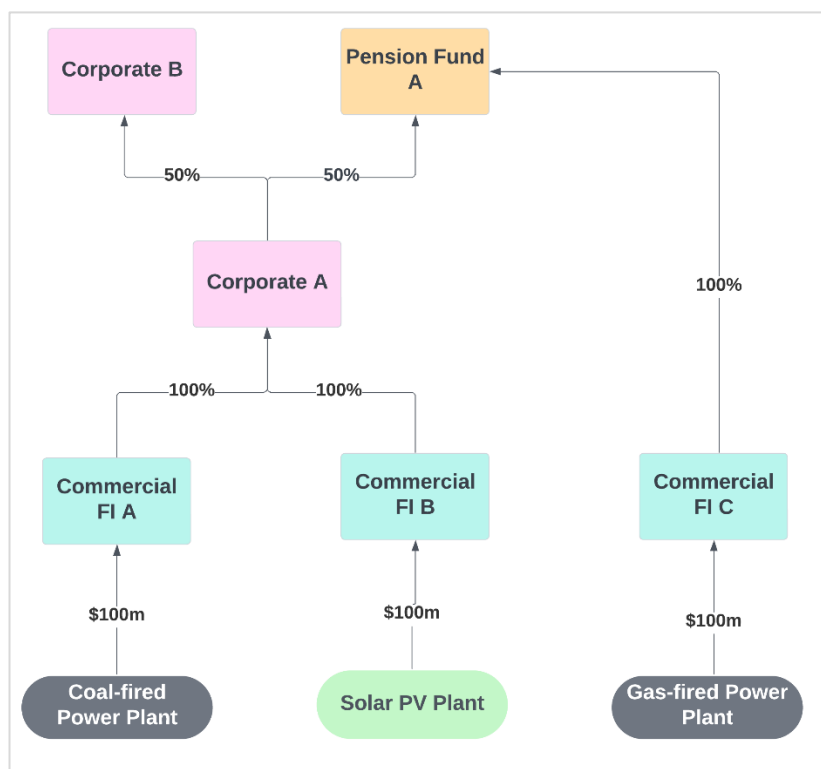 Corporate B
Pension Fund
A
50%
50%
Corporate A
100%
100%
100%
Commercial
FI A
Commercial
FI B
Commercial
FI C
$100m
$100m
$100m
Coal-fired
Power Plant
Solar PV Plant
Gas-fired Power
Plant